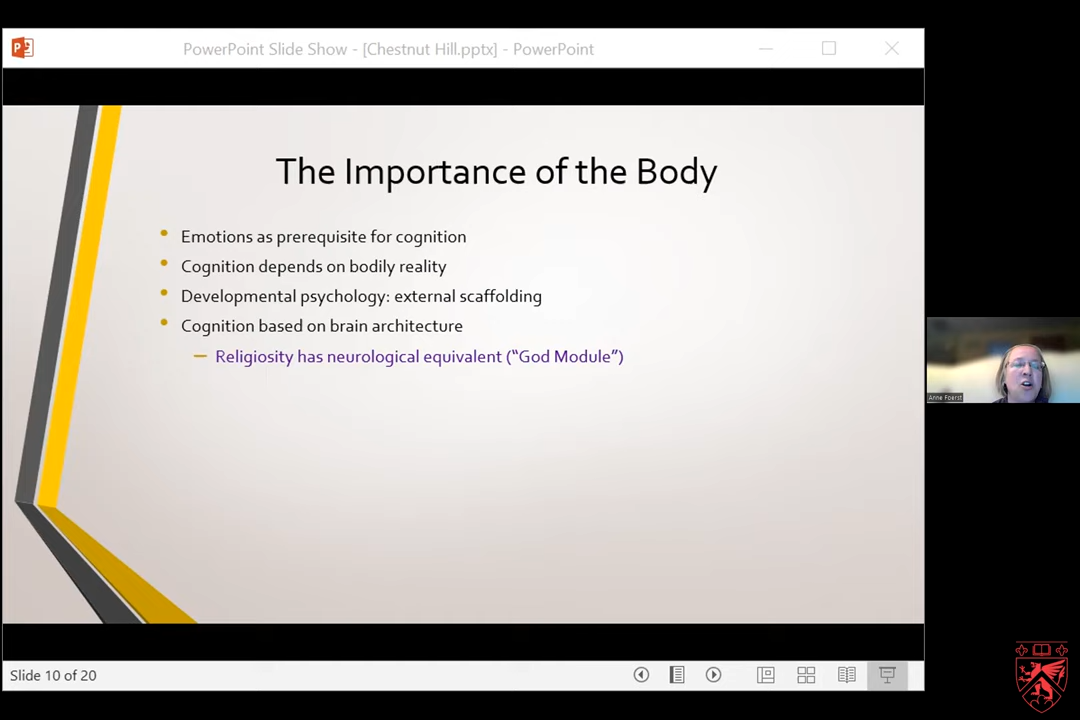 PowerPoint Slide Show - [Chestnut Hill.pptx] - PowerPoint
The Importance of the Body
• Emotions as prerequisite for cognition
• Cognition depends on bodily reality
• Developmental psychology: external scaffolding
• Cognition based on brain architecture
– Religiosity has neurological equivalent (“God Module”)
Anne Foerst
Slide 10 of 20